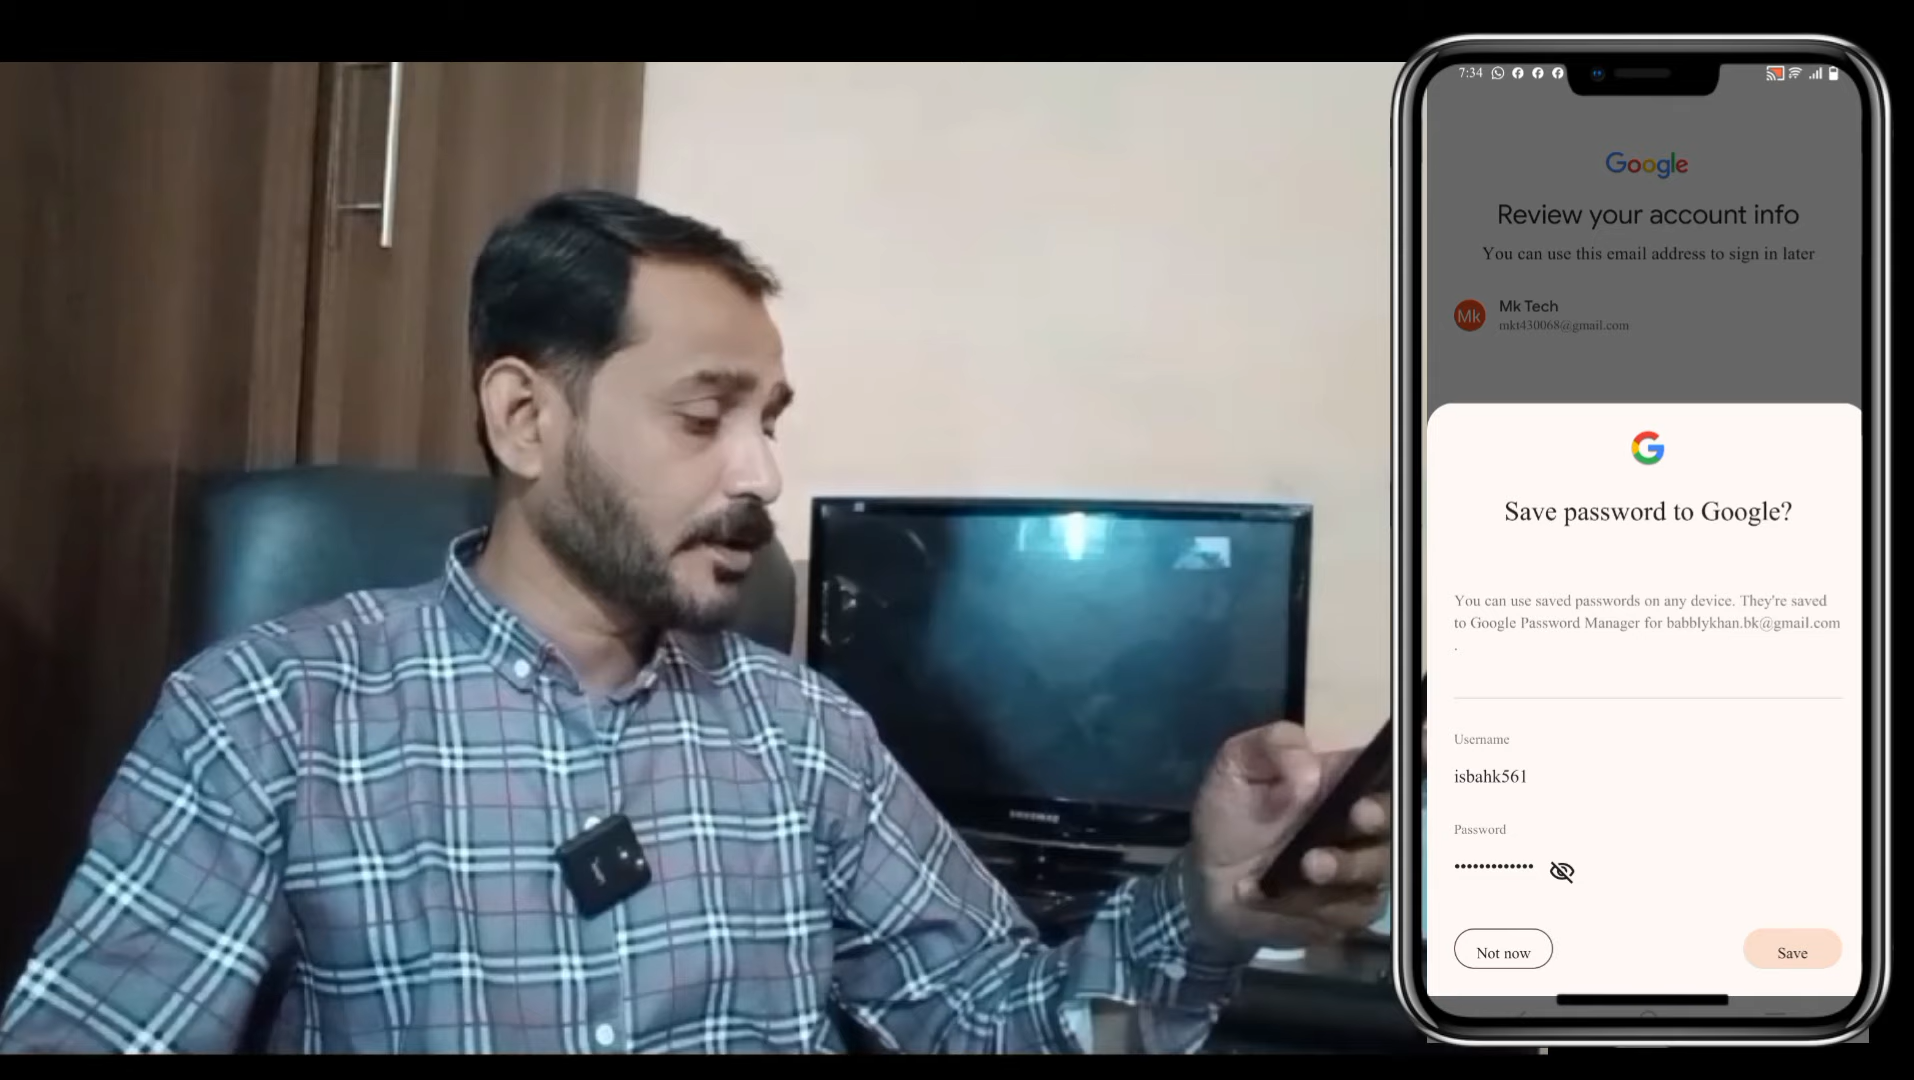 SAMSUNG
7:34
Google
Review your account info
You can use this email address to sign in later
Mk
Mk Tech
mkt430068@gmail.com
G
Save password to Google?
You can use saved passwords on any device. They're saved
to Google Password Manager for babblykhan.bk@gmail.com
.
Username
isbahk561
Password
•••••••••••••
Not now
Save